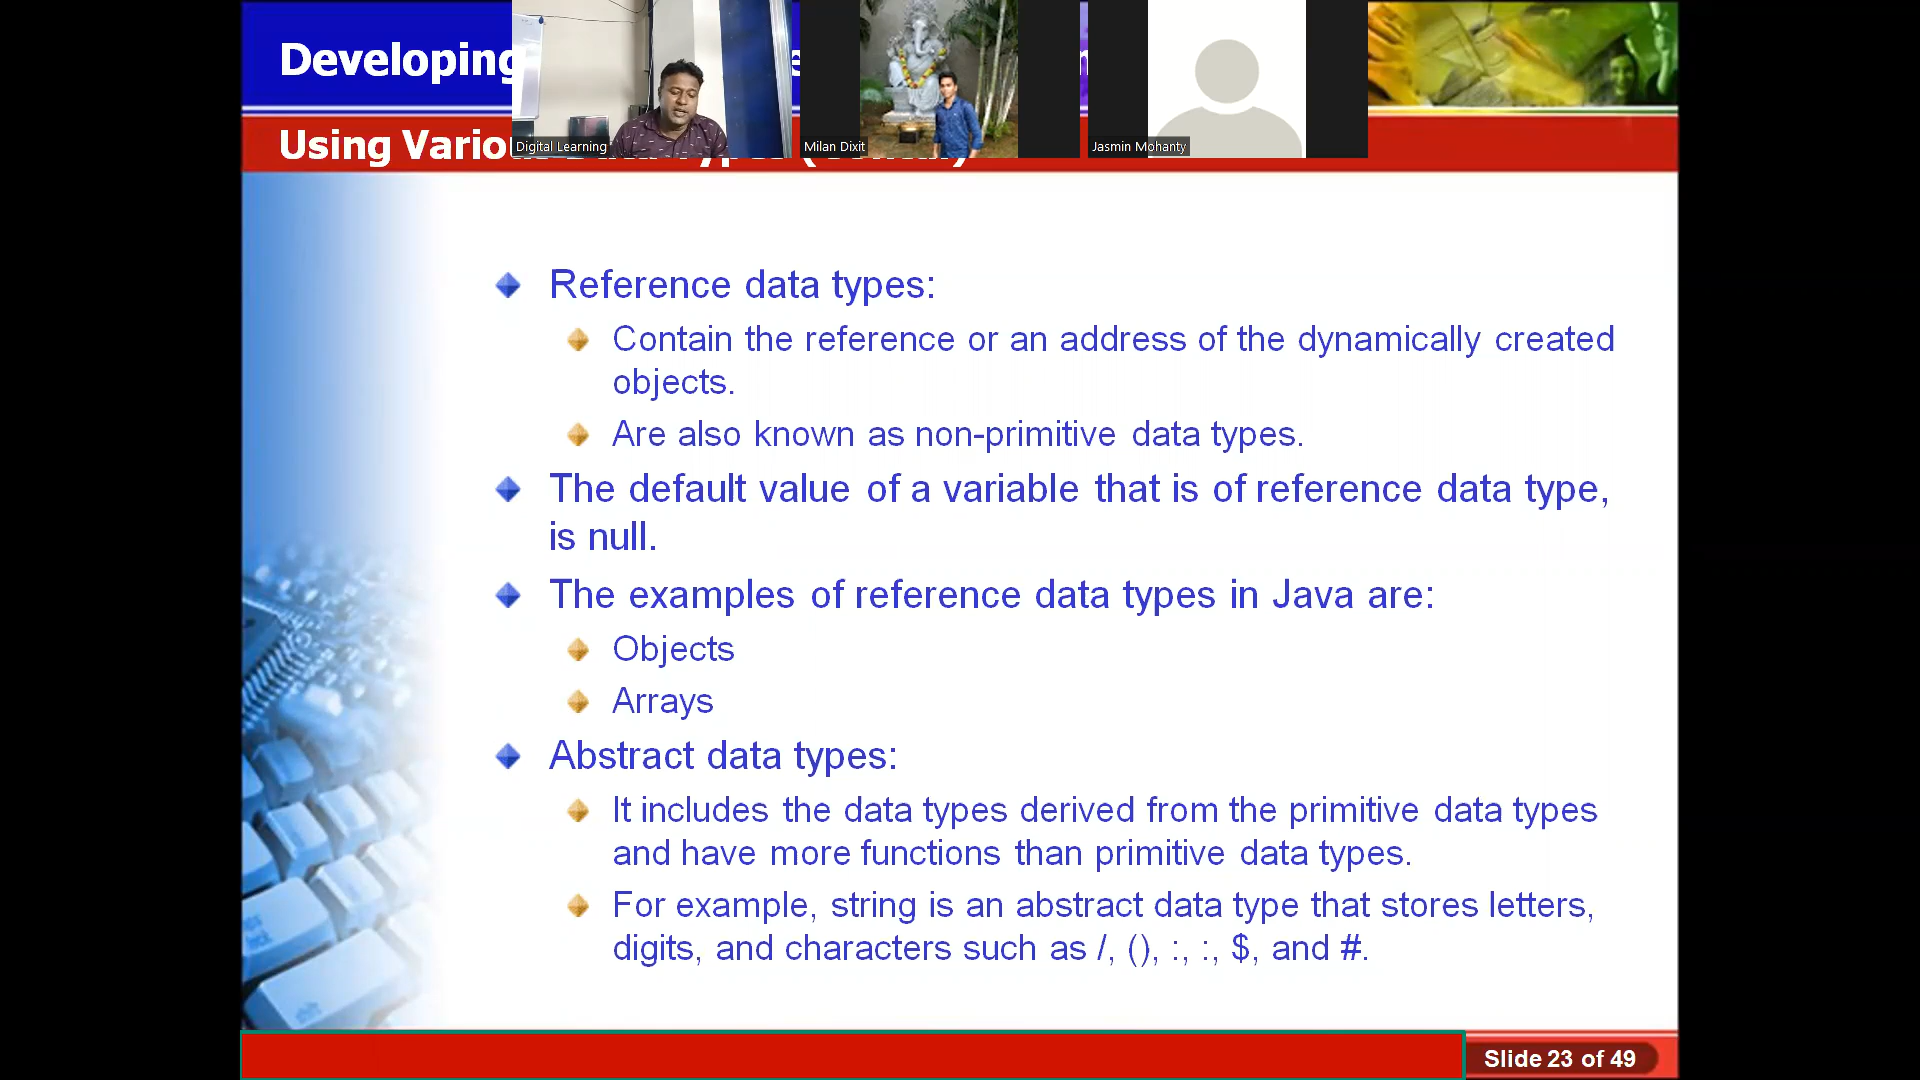 Developing
Using Vario
Digital Learning
Milan Dixit
Jasmin Mohanty
Reference data types:
Contain the reference or an address of the dynamically created
objects.
Are also known as non-primitive data types.
The default value of a variable that is of reference data type,
is null.
The examples of reference data types in Java are:
Objects
Arrays
Abstract data types:
It includes the data types derived from the primitive data types
and have more functions than primitive data types.
For example, string is an abstract data type that stores letters,
digits, and characters such as /, (), :, :, $, and #.
Slide 23 of 49